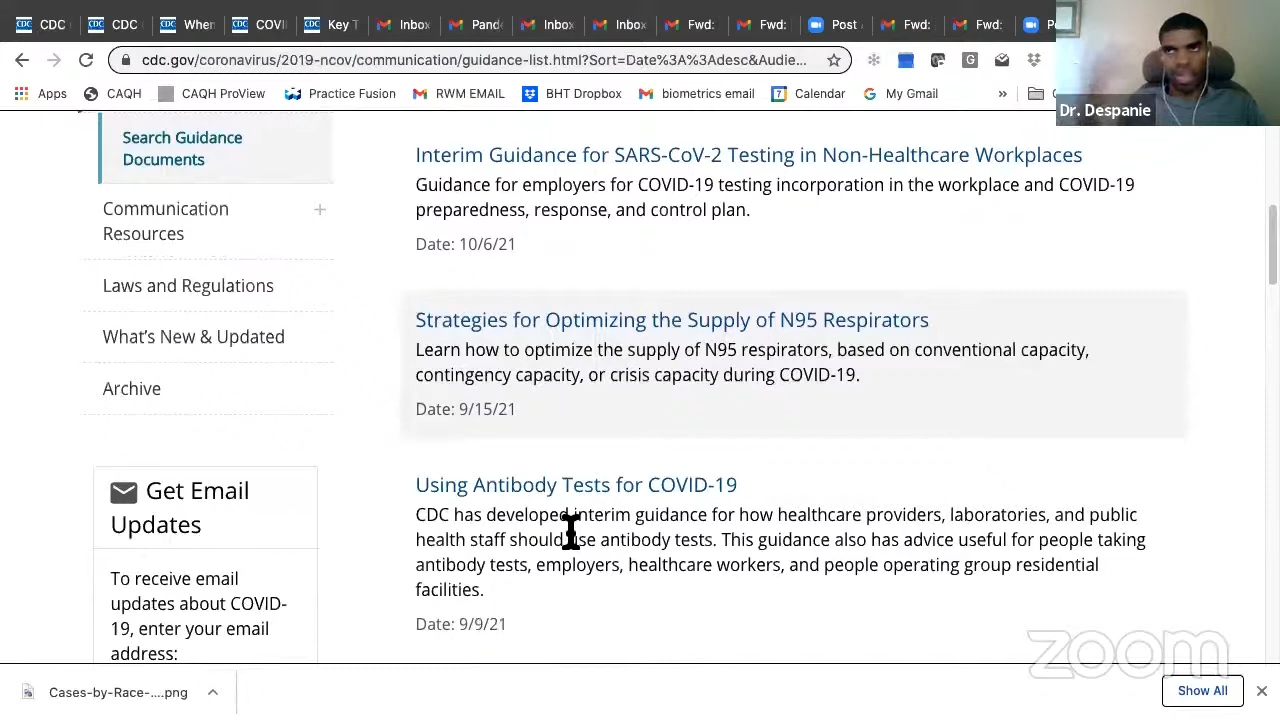 CDC
CDC
Wher
COVI
Key T
Inbox
Pand
Inbox
Inbox
Fwd:
Fwd:
Post
Fwd:
Fwd:
cdc.gov/coronavirus/2019-ncov/communication/guidance-list.html?Sort=Date%3A%3Adesc&Audie...
Apps
CAQH
CAQH ProView
Practice Fusion
RWM EMAIL
BHT Dropbox
biometrics email
Calendar
My Gmail
»
Dr. Despanie
Search Guidance
Documents
Communication
Resources
Laws and Regulations
What's New & Updated
Archive
Get Email
Updates
To receive email
updates about COVID-
19, enter your email
address:
Interim Guidance for SARS-CoV-2 Testing in Non-Healthcare Workplaces
Guidance for employers for COVID-19 testing incorporation in the workplace and COVID-19
preparedness, response, and control plan.
Date: 10/6/21
Strategies for Optimizing the Supply of N95 Respirators
Learn how to optimize the supply of N95 respirators, based on conventional capacity,
contingency capacity, or crisis capacity during COVID-19.
Date: 9/15/21
Using Antibody Tests for COVID-19
CDC has developed interim guidance for how healthcare providers, laboratories, and public
health staff should use antibody tests. This guidance also has advice useful for people taking
antibody tests, employers, healthcare workers, and people operating group residential
facilities.
Date: 9/9/21
zoom
Cases-by-Race-....png
Show All